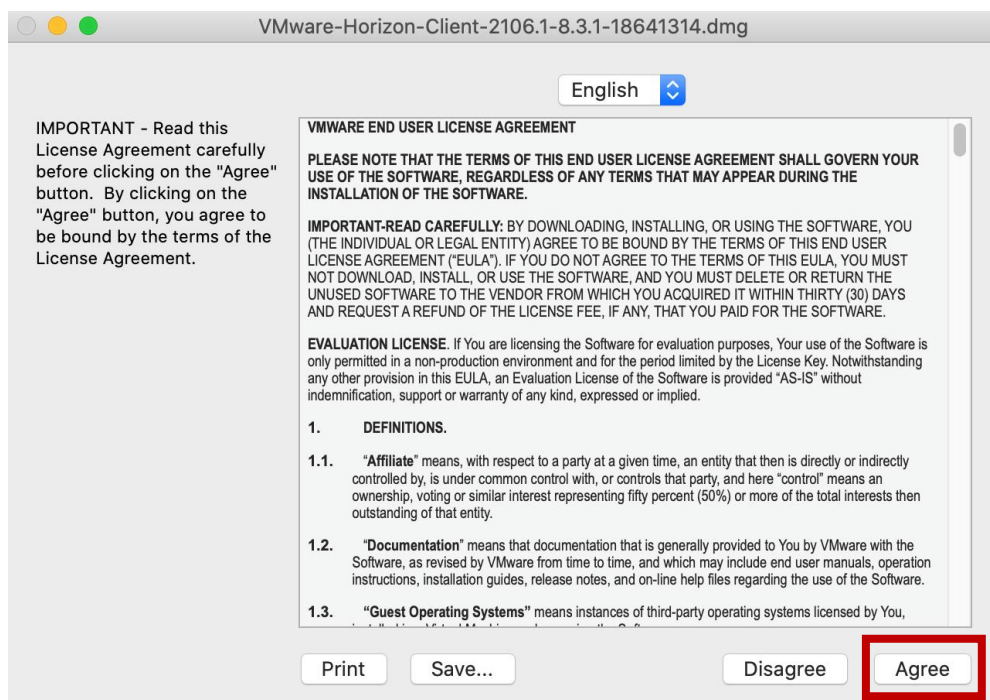 VMware-Horizon-Client-2106.1-8.3.1-18641314.dmg
English
IMPORTANT - Read this
License Agreement carefully
before clicking on the "Agree"
button.  By clicking on the
"Agree" button, you agree to
be bound by the terms of the
License Agreement.
VMWARE END USER LICENSE AGREEMENT
PLEASE NOTE THAT THE TERMS OF THIS END USER LICENSE AGREEMENT SHALL GOVERN YOUR
USE OF THE SOFTWARE, REGARDLESS OF ANY TERMS THAT MAY APPEAR DURING THE
INSTALLATION OF THE SOFTWARE.
IMPORTANT-READ CAREFULLY: BY DOWNLOADING, INSTALLING, OR USING THE SOFTWARE, YOU
(THE INDIVIDUAL OR LEGAL ENTITY) AGREE TO BE BOUND BY THE TERMS OF THIS END USER
LICENSE AGREEMENT (“EULA”). IF YOU DO NOT AGREE TO THE TERMS OF THIS EULA, YOU MUST
NOT DOWNLOAD, INSTALL, OR USE THE SOFTWARE, AND YOU MUST DELETE OR RETURN THE
UNUSED SOFTWARE TO THE VENDOR FROM WHICH YOU ACQUIRED IT WITHIN THIRTY (30) DAYS
AND REQUEST A REFUND OF THE LICENSE FEE, IF ANY, THAT YOU PAID FOR THE SOFTWARE.
EVALUATION LICENSE. If You are licensing the Software for evaluation purposes, Your use of the Software is
only permitted in a non-production environment and for the period limited by the License Key. Notwithstanding
any other provision in this EULA, an Evaluation License of the Software is provided “AS-IS” without
indemnification, support or warranty of any kind, expressed or implied.
1. DEFINITIONS.
1.1. “Affiliate” means, with respect to a party at a given time, an entity that then is directly or indirectly
controlled by, is under common control with, or controls that party, and here “control” means an
ownership, voting or similar interest representing fifty percent (50%) or more of the total interests then
outstanding of that entity.
1.2. “Documentation” means that documentation that is generally provided to You by VMware with the
Software, as revised by VMware from time to time, and which may include end user manuals, operation
instructions, installation guides, release notes, and on-line help files regarding the use of the Software.
1.3. “Guest Operating Systems” means instances of third-party operating systems licensed by You,
Print
Save...
Disagree
Agree